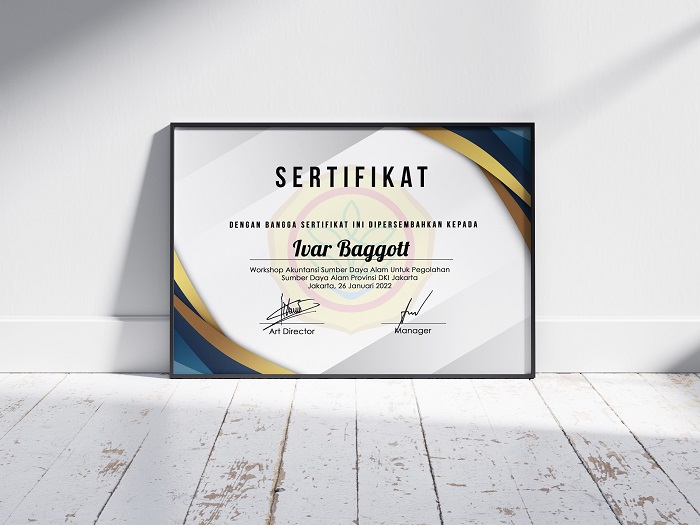 SERTIFIKAT
DENGAN BANGGA SERTIFIKAT INI DIPERSEMBAHKAN KEPADA
Ivar Baggott
Workshop Akuntansi Sumber Daya Alam Untuk Pegolahan
Sumber Daya Alam Provinsi DKI Jakarta
Jakarta, 26 Januari 2022
Art Director
Manager